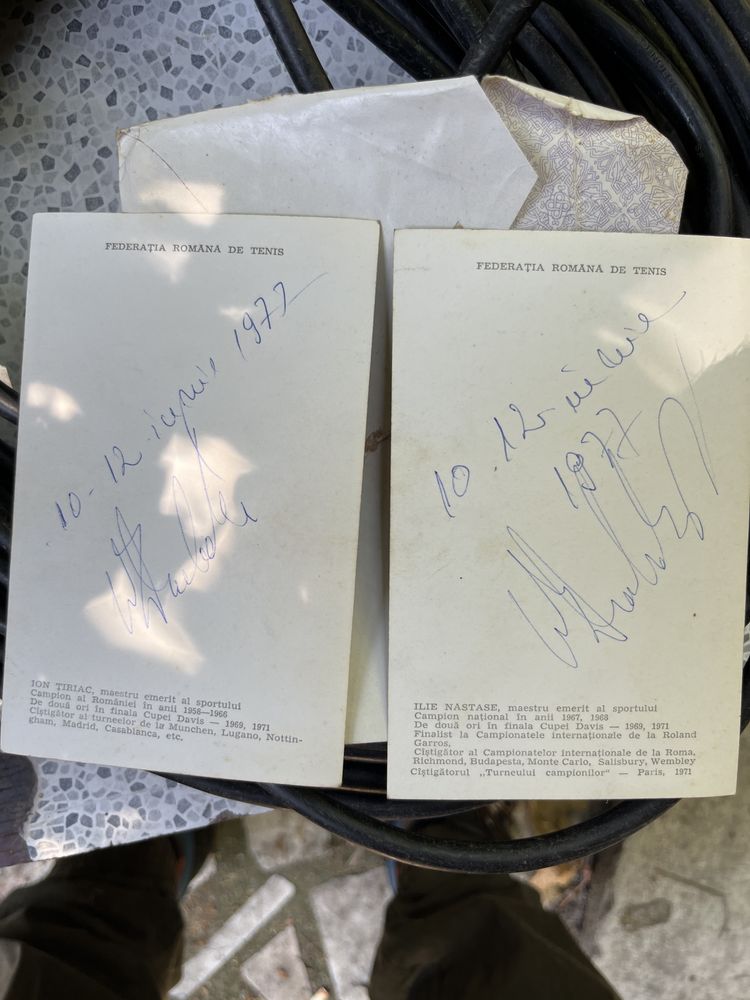 FEDERAȚIA ROMÂNĂ DE TENIS
10-12 iunie 1977
ION ȚIRIAC, maestru emerit al sportului
Campion al României în anii 1958—1966
De două ori în finala Cupei Davis — 1969, 1971
Cîștigător al turneelor de la Munchen, Lugano, Nottin-
gham, Madrid, Casabianca, etc.
FEDERAȚIA ROMÂNĂ DE TENIS
10 12 iunie
1977
ILIE NASTASE, maestru emerit al sportului
Campion național în anii 1967, 1968
De două ori în finala Cupei Davis — 1969, 1971
Finalist la Campionatele internaționale de la Roland
Garros,
Cîștigător al Campionatelor internaționale de la Roma,
Richmond, Budapesta, Monte Carlo, Salisbury, Wembley
Cîștigătorul „Turneului campionilor" — Paris, 1971